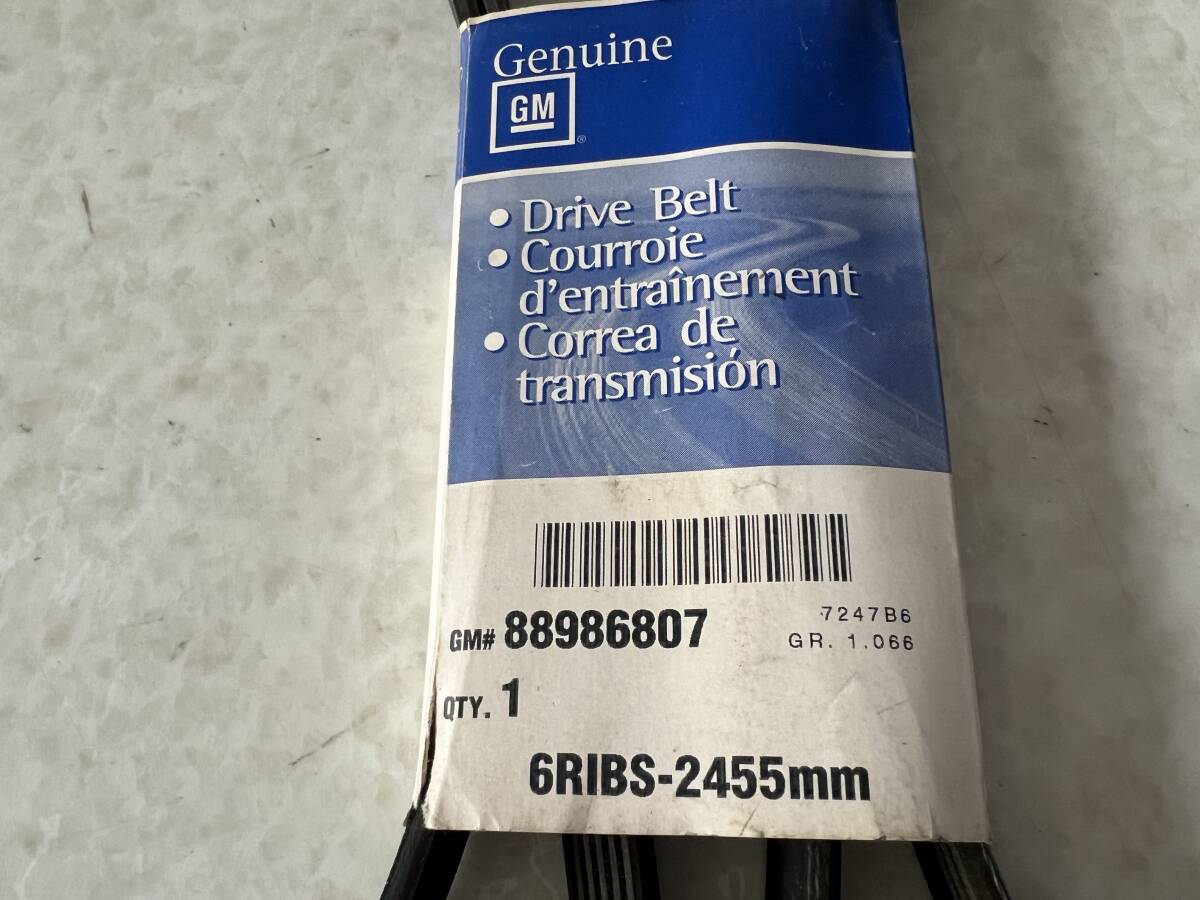 Genuine
GM
®
• Drive Belt
• Courroie
d'entraînement
• Correa de
transmisión
GM# 88986807
7247B6
GR. 1.066
QTY. 1
6RIBS-2455mm